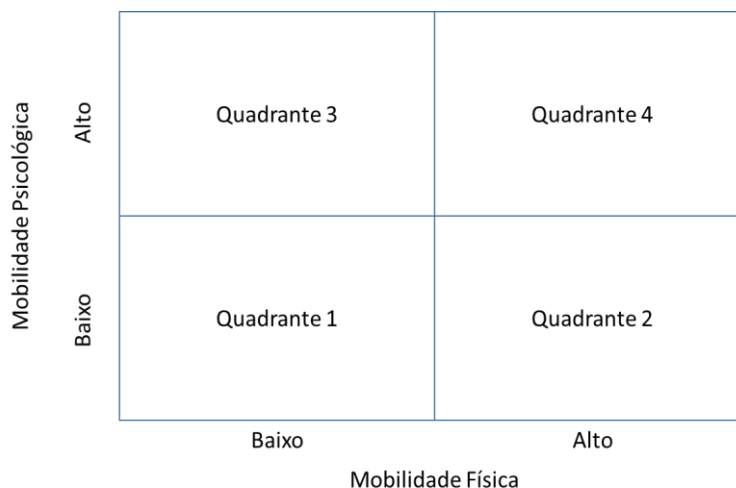 Mobilidade Psicológica
Alto
Quadrante 3
Quadrante 4
Baixo
Quadrante 1
Quadrante 2
Baixo
Alto
Mobilidade Física